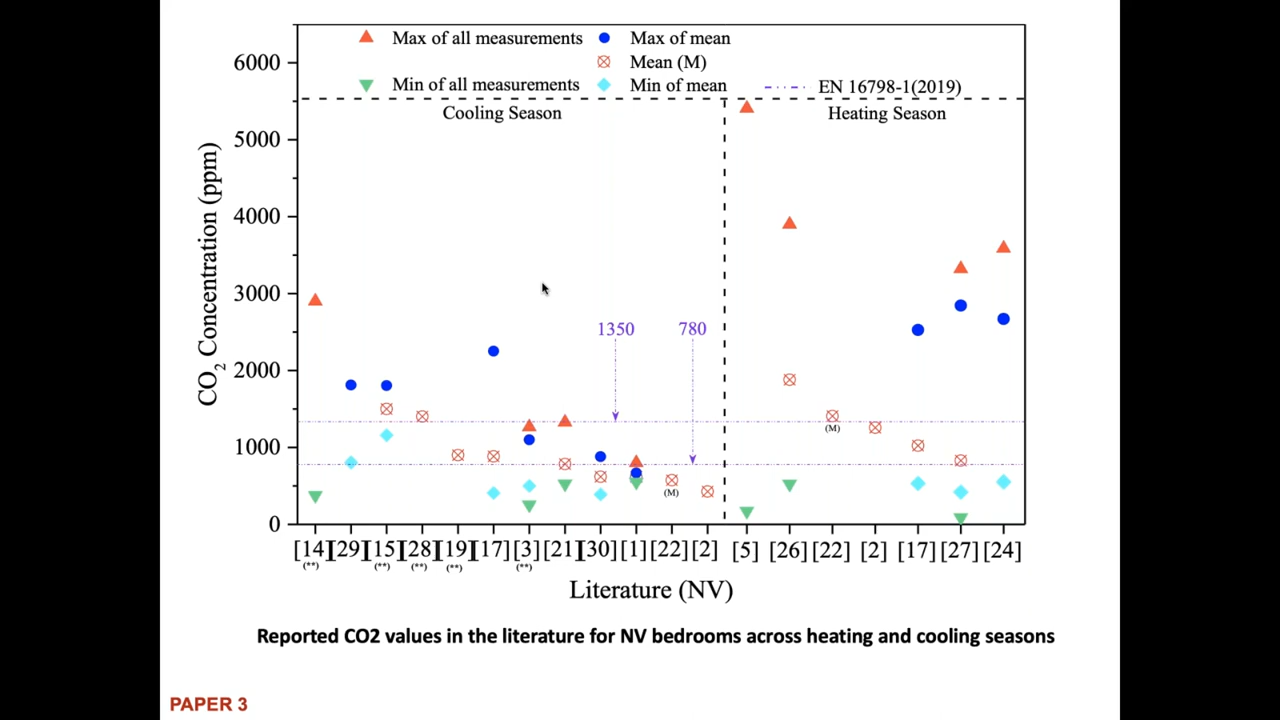 Max of all measurements
Max of mean
Mean (M)
Min of all measurements
Min of mean
EN 16798-1(2019)
Cooling Season
Heating Season
6000
5000
4000
3000
2000
1000
0
CO2 Concentration (ppm)
1350
780
(M)
(M)
[14] [29] [15] [28] [19] [17] [3] [21] [30] [1] [22] [2] [5] [26] [22] [2] [17] [27] [24]
(**) (**) (**) (**) (**)
Literature (NV)
Reported CO2 values in the literature for NV bedrooms across heating and cooling seasons
PAPER 3